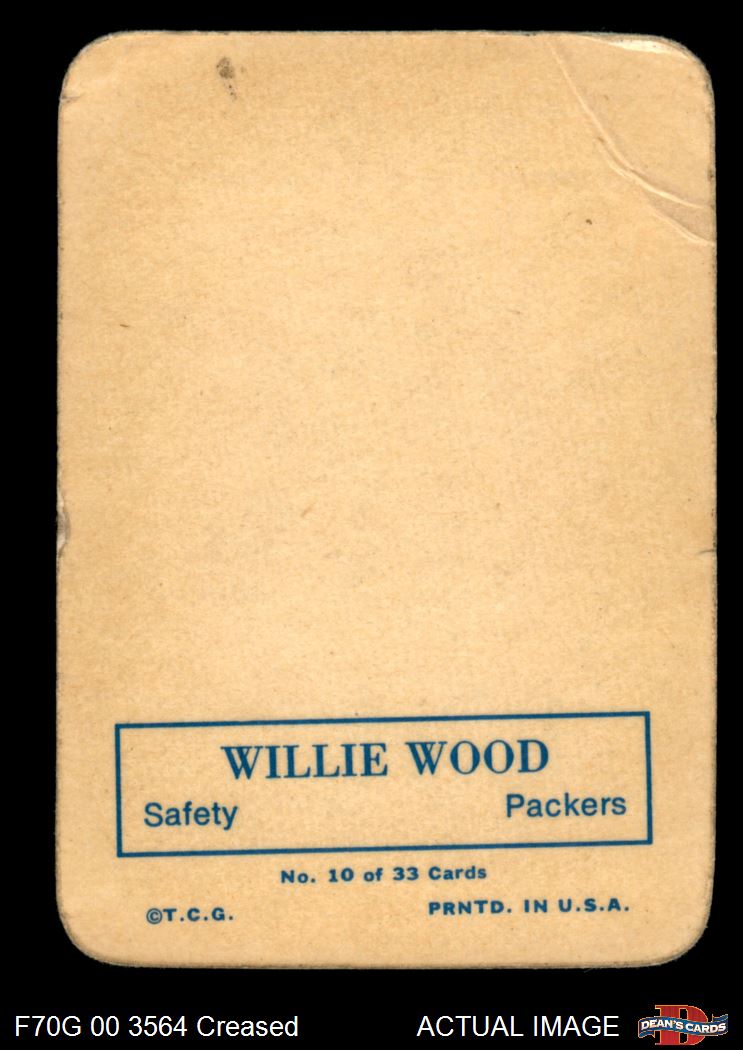 WILLIE WOOD
Safety Packers
No. 10 of 33 Cards
©T.C.G. PRNTD. IN U.S.A.
F70G 00 3564 Creased ACTUAL IMAGE D DEAN'S CARDS